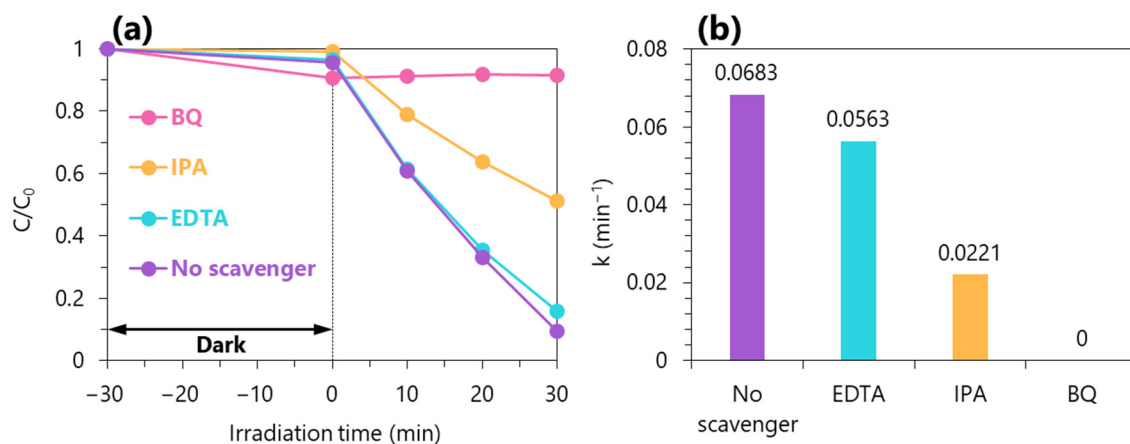 (a)
1
0.8
0.6
0.4
0.2
0
C/C₀
BQ
IPA
EDTA
No scavenger
Dark
−30 −20 −10 0 10 20 30
Irradiation time (min)
(b)
0.08
0.06
0.04
0.02
0
k (min⁻¹)
0.0683
0.0563
0.0221
0
No scavenger
EDTA
IPA
BQ